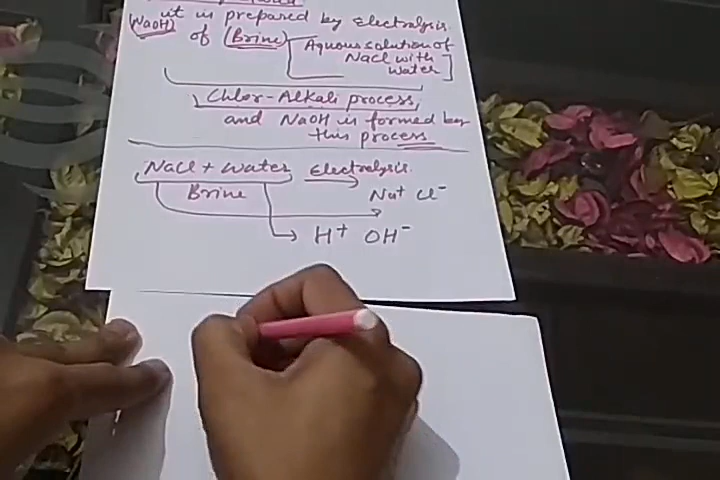 it is prepared by Electrolysis.
(NaOH) of (Brine) Aqueous solution of
NaCl with
water]
Chlor-Alkali process,
and NaOH is formed by
this process
NaCl + water Electrolysis.
Brine Na+ Cl-
H+ OH-